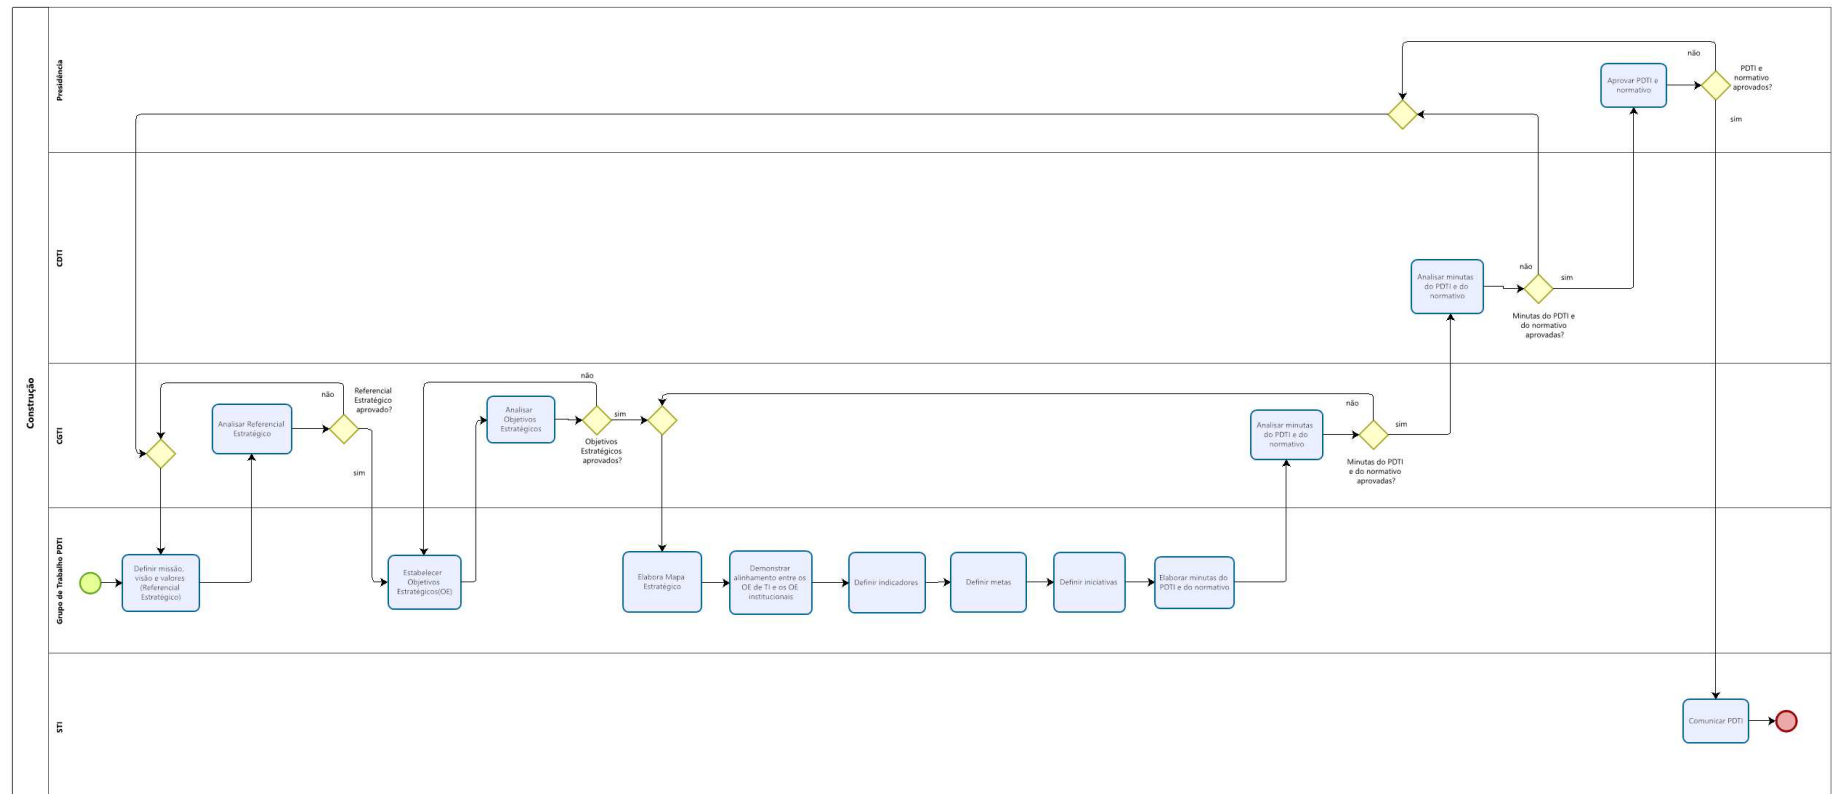 Construção
Presidência
não
PDTI e
normativo
aprovados?
Aprovar PDTI e
normativo
sim
CDTI
Analisar minutas
do PDTI e do
normativo
não
sim
Minutas do PDTI e
do normativo
aprovadas?
CGTI
Analisar Referencial
Estratégico
não
Referencial
Estratégico
aprovado?
sim
Analisar
Objetivos
Estratégicos
não
sim
Objetivos
Estratégicos
aprovados?
Analisar minutas
do PDTI e do
normativo
não
sim
Minutas do PDTI
e do normativo
aprovadas?
Grupo de Trabalho PDTI
Definir missão,
visão e valores
(Referencial
Estratégico)
Estabelecer
Objetivos
Estratégicos(OE)
Elabora Mapa
Estratégico
Demonstrar
alinhamento entre os
OE de TI e os OE
institucionais
Definir indicadores
Definir metas
Definir iniciativas
Elaborar minutas do
PDTI e do normativo
STI
Comunicar PDTI